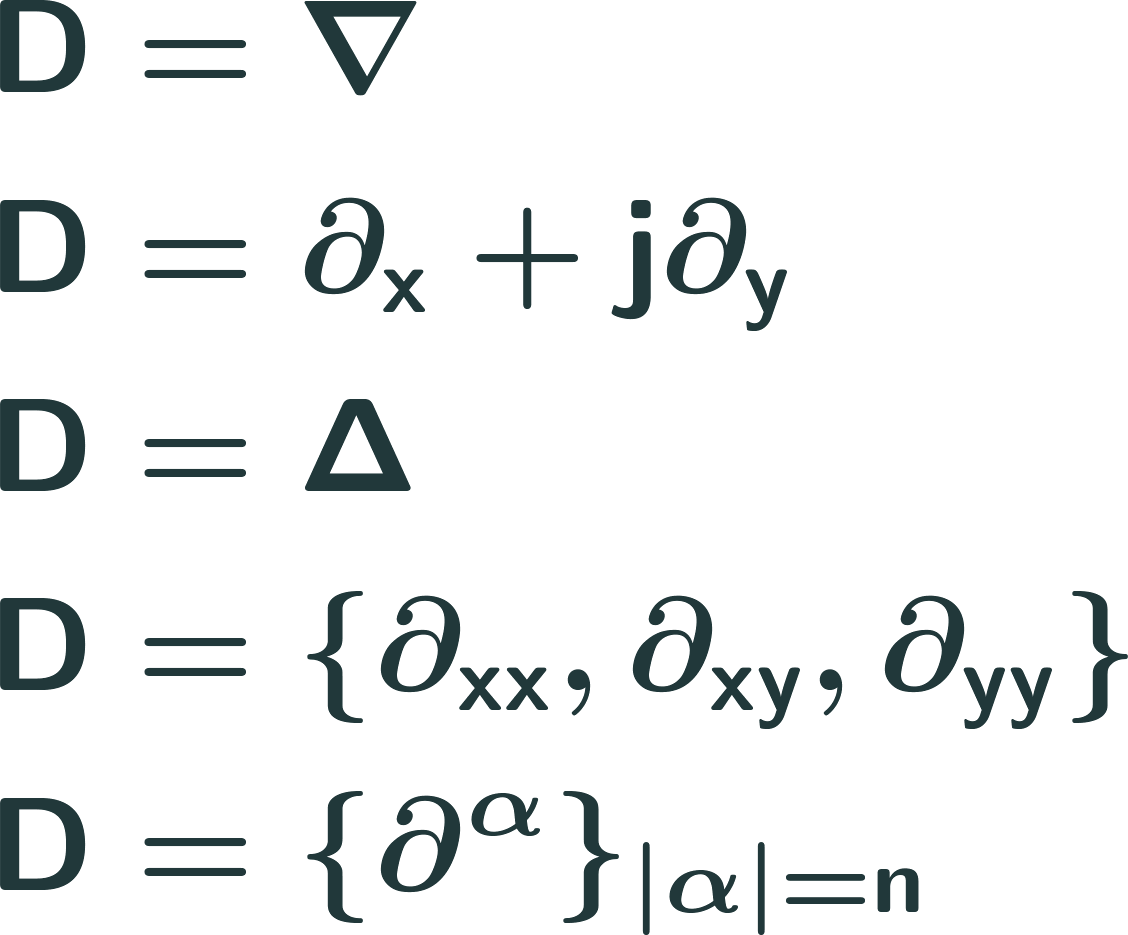 D = ∇
D = ∂x + j∂y
D = Δ
D = {∂xx, ∂xy, ∂yy}
D = {∂^α}|α|=n